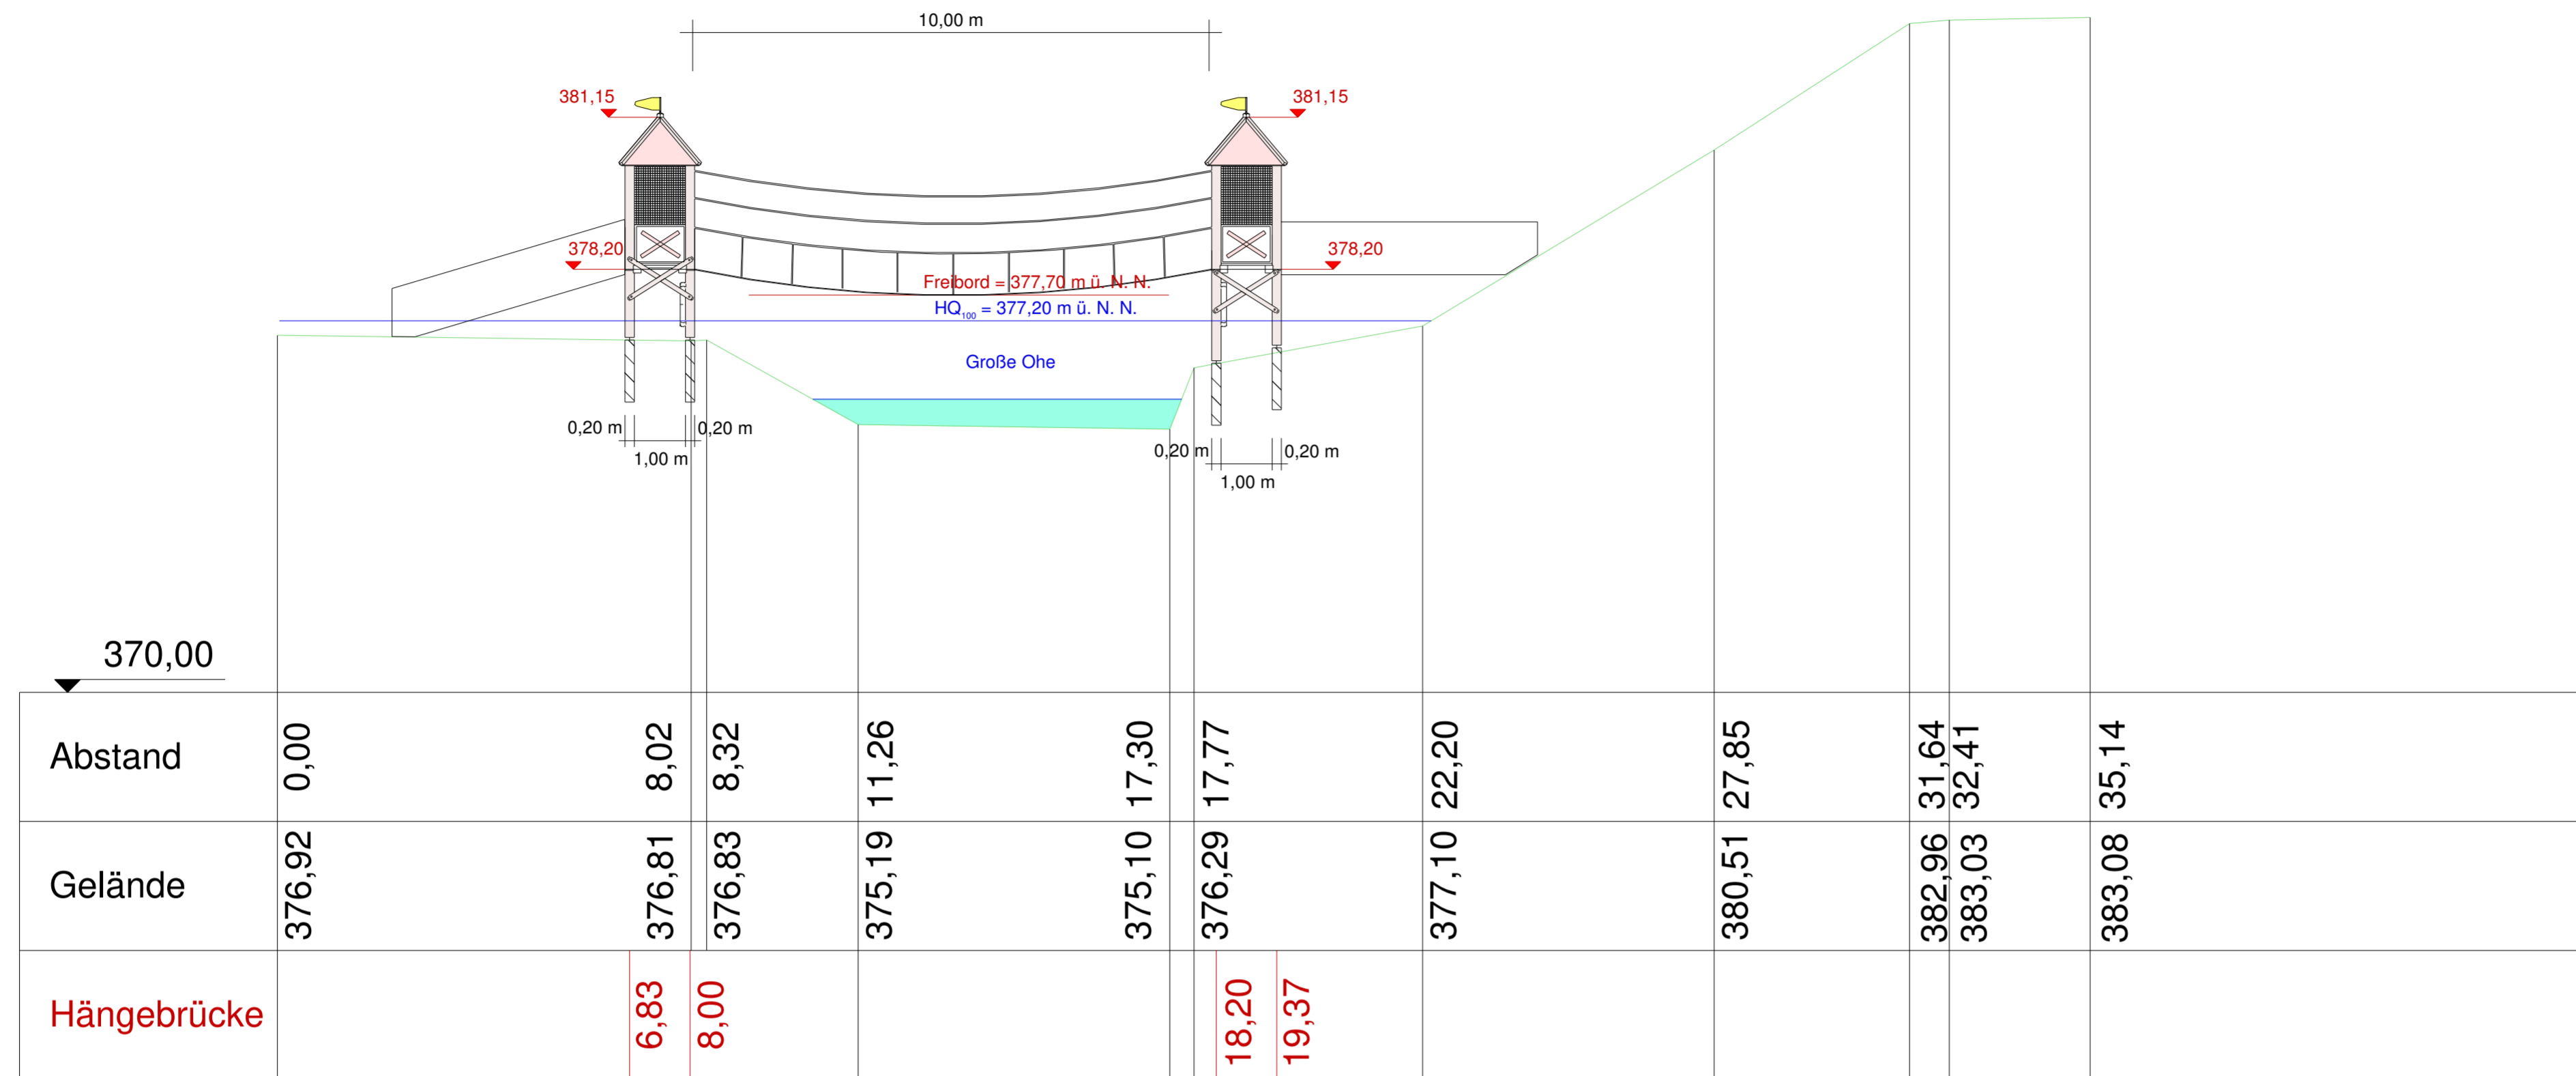 10,00 m
381,15
381,15
378,20
378,20
Freibord = 377,70 m ü. N. N.
HQ100 = 377,20 m ü. N. N.
Große Ohe
0,20 m
0,20 m
1,00 m
0,20 m
0,20 m
1,00 m
370,00
Abstand 0,00 8,02 8,32 11,26 17,30 17,77 22,20 27,85 31,64 32,41 35,14
Gelände 376,92 376,81 376,83 375,19 375,10 376,29 377,10 380,51 382,96 383,03 383,08
Hängebrücke 6,83 8,00 18,20 19,37